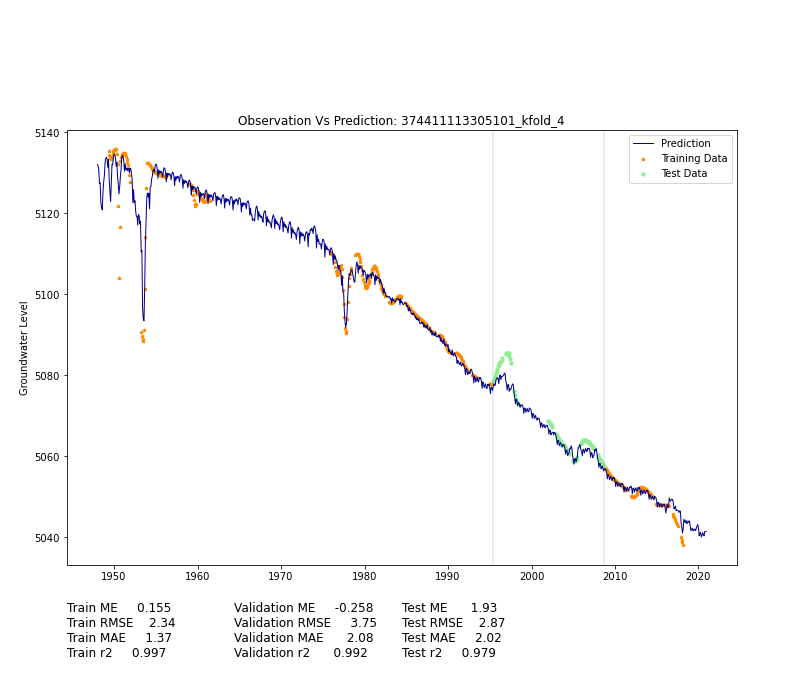 Observation Vs Prediction: 374411113305101_kfold_4
Prediction
Training Data
Test Data
Groundwater Level
5140
5120
5100
5080
5060
5040
1950 1960 1970 1980 1990 2000 2010 2020
Train ME 0.155 Validation ME -0.258 Test ME 1.93
Train RMSE 2.34 Validation RMSE 3.75 Test RMSE 2.87
Train MAE 1.37 Validation MAE 2.08 Test MAE 2.02
Train r2 0.997 Validation r2 0.992 Test r2 0.979